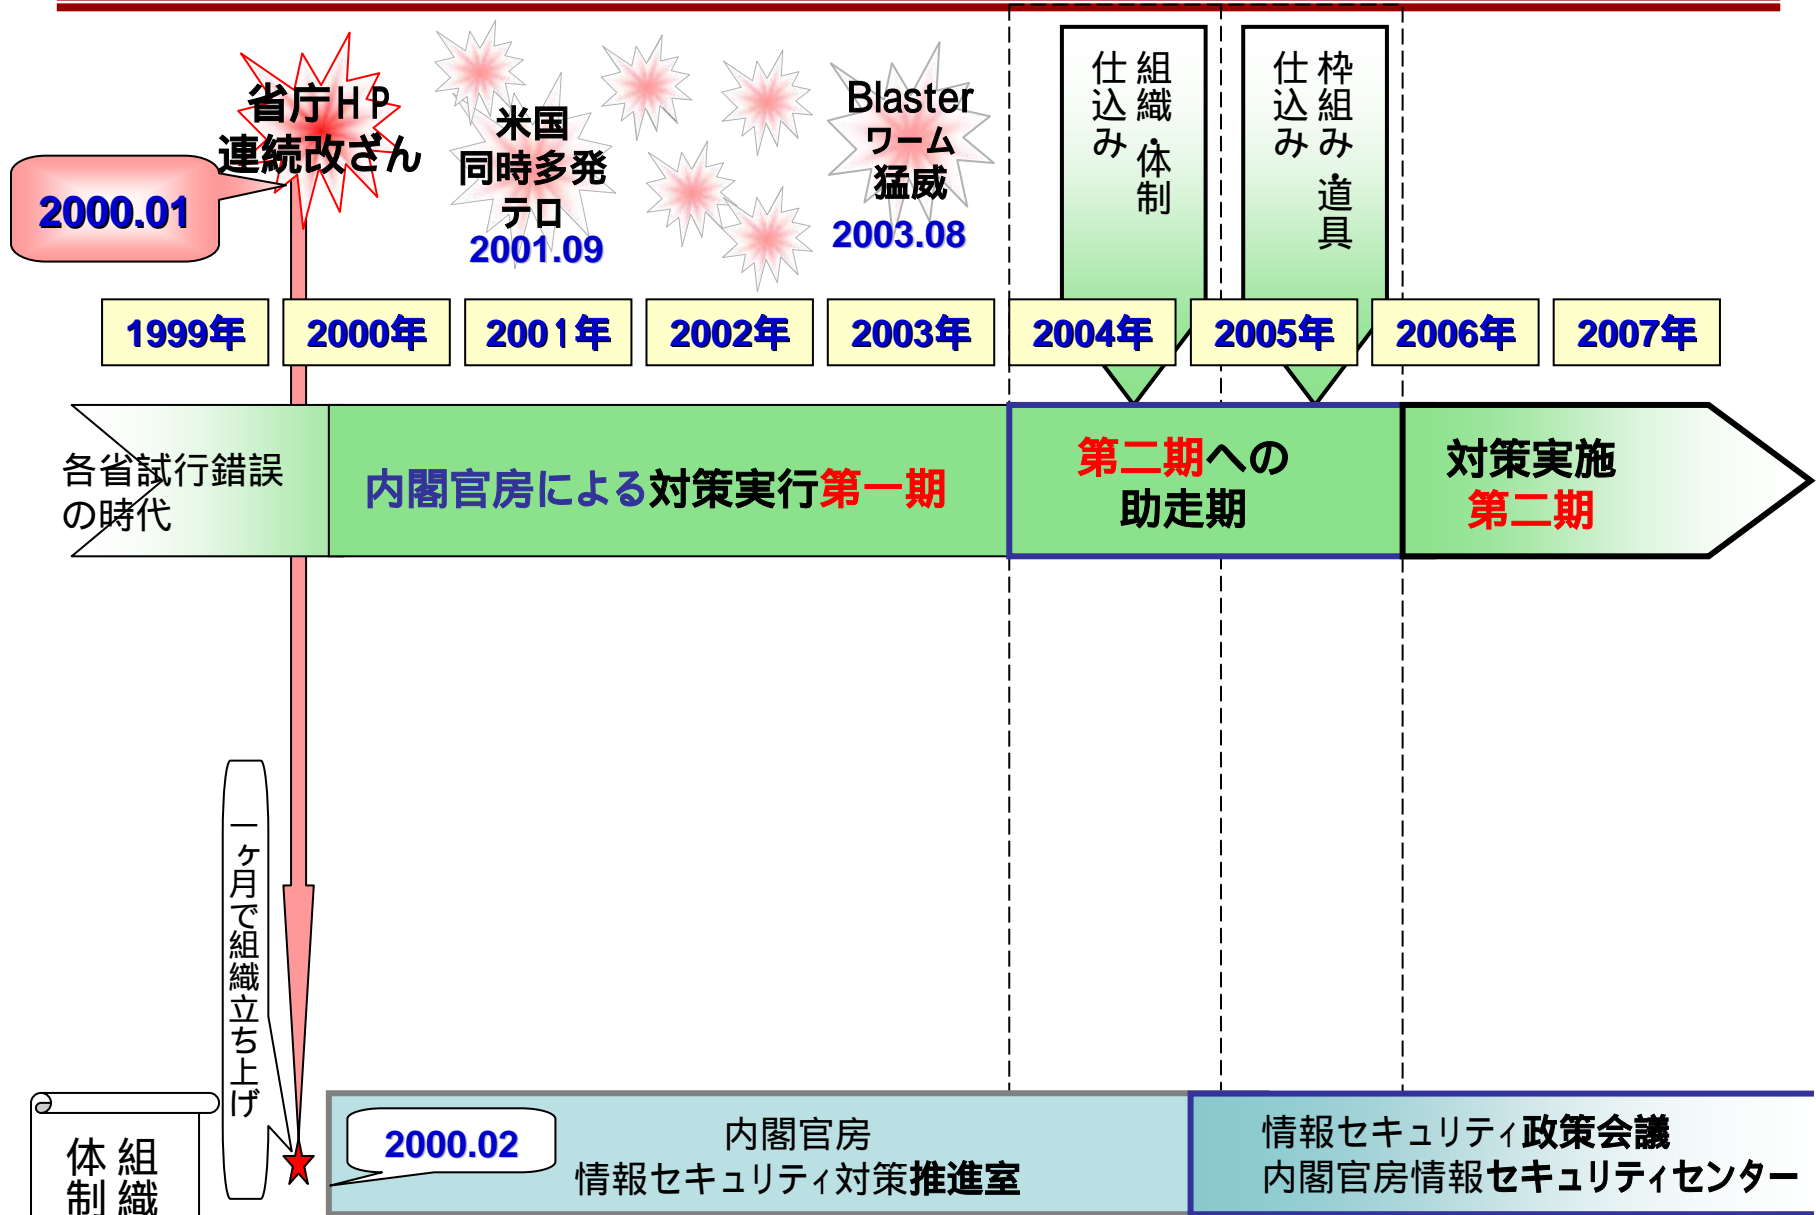 省庁ＨＰ
連続改ざん
2000.01
米国
同時多発
テロ
2001.09
Blaster
ワーム
猛威
2003.08
組織・体制
仕込み
枠組み・道具
仕込み
1999年
2000年
2001年
2002年
2003年
2004年
2005年
2006年
2007年
各省試行錯誤
の時代
内閣官房による対策実行第一期
第二期への
助走期
対策実施
第二期
一ヶ月で組織立ち上げ
組織
体制
2000.02
内閣官房
情報セキュリティ対策推進室
情報セキュリティ政策会議
内閣官房情報セキュリティセンター